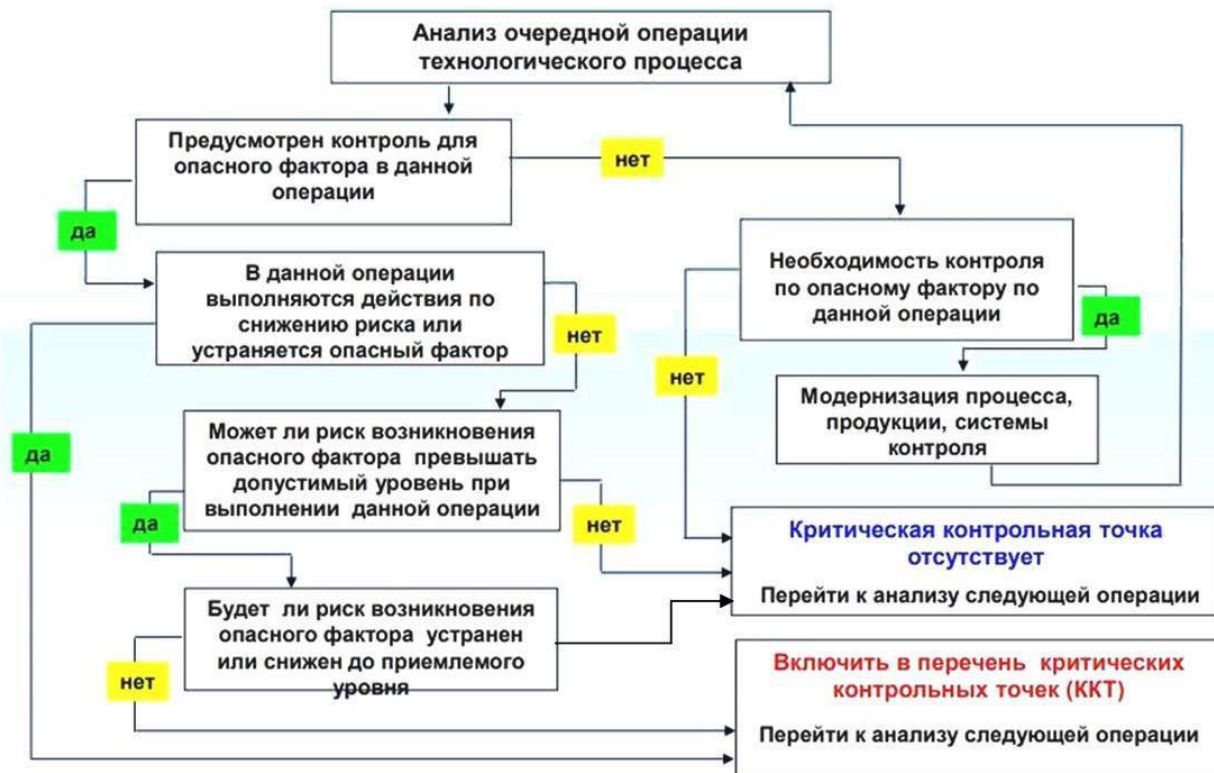 Анализ очередной операции
технологического процесса
Предусмотрен контроль для
опасного фактора в данной
операции
нет
да
В данной операции
выполняются действия по
снижению риска или
устраняется опасный фактор
нет
Необходимость контроля
по опасному фактору по
данной операции
да
нет
Модернизация процесса,
продукции, системы
контроля
да
Может ли риск возникновения
опасного фактора превышать
допустимый уровень при
выполнении данной операции
да
нет
Критическая контрольная точка
отсутствует
Перейти к анализу следующей операции
Будет ли риск возникновения
опасного фактора устранен
или снижен до приемлемого
уровня
нет
Включить в перечень критических
контрольных точек (ККТ)
Перейти к анализу следующей операции